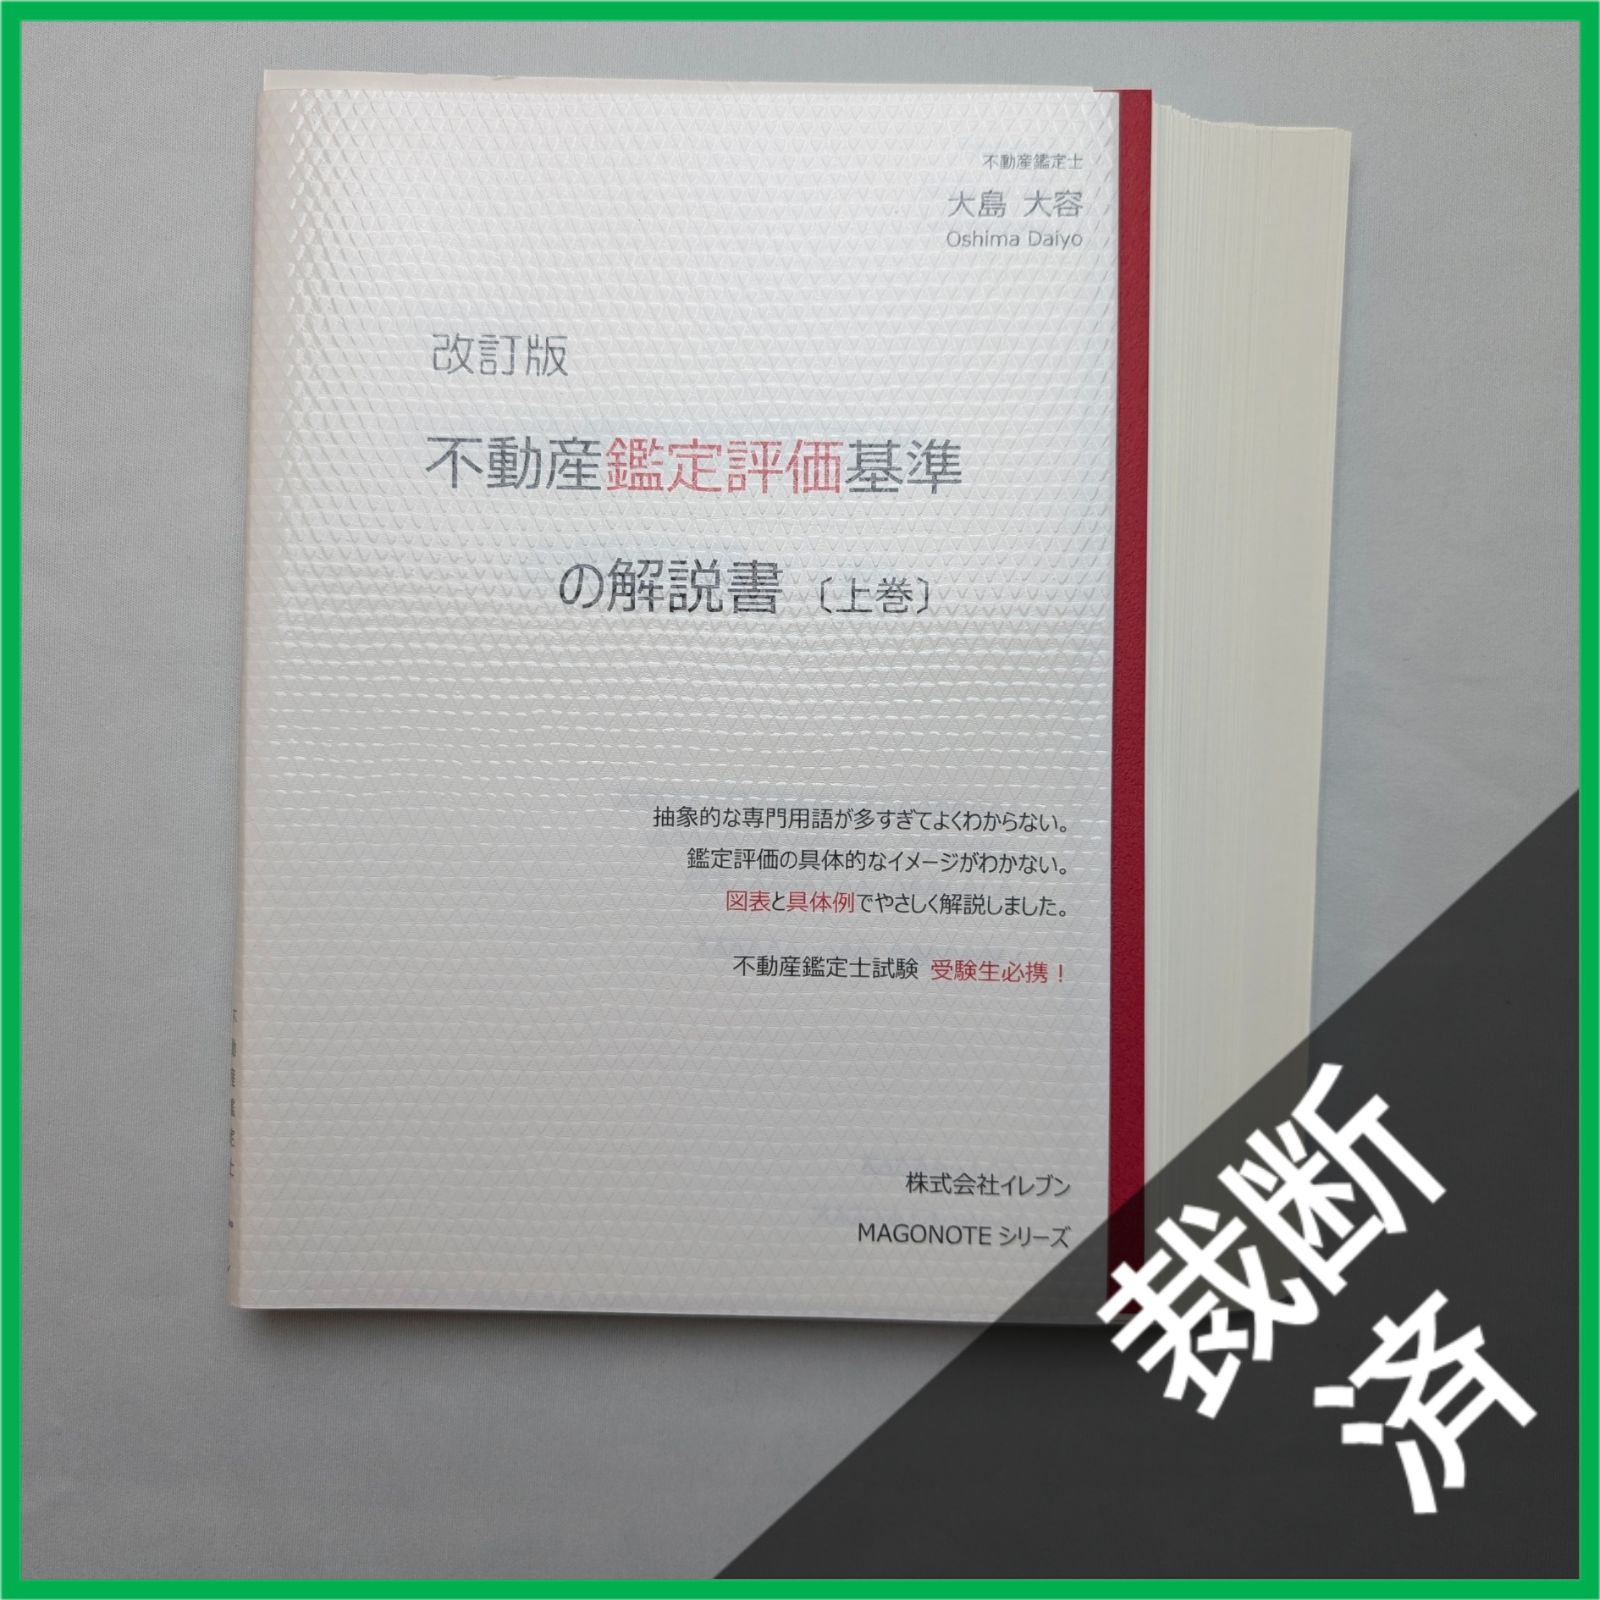 不動産鑑定士
大島 大容
Oshima Daiyo
改訂版
不動産鑑定評価基準
の解説書〔上巻〕
抽象的な専門用語が多すぎてよくわからない。
鑑定評価の具体的なイメージがわかない。
図表と具体例でやさしく解説しました。
不動産鑑定士試験 受験生必携！
株式会社イレブン
MAGONOTE シリーズ
不動産鑑定士
裁断
済